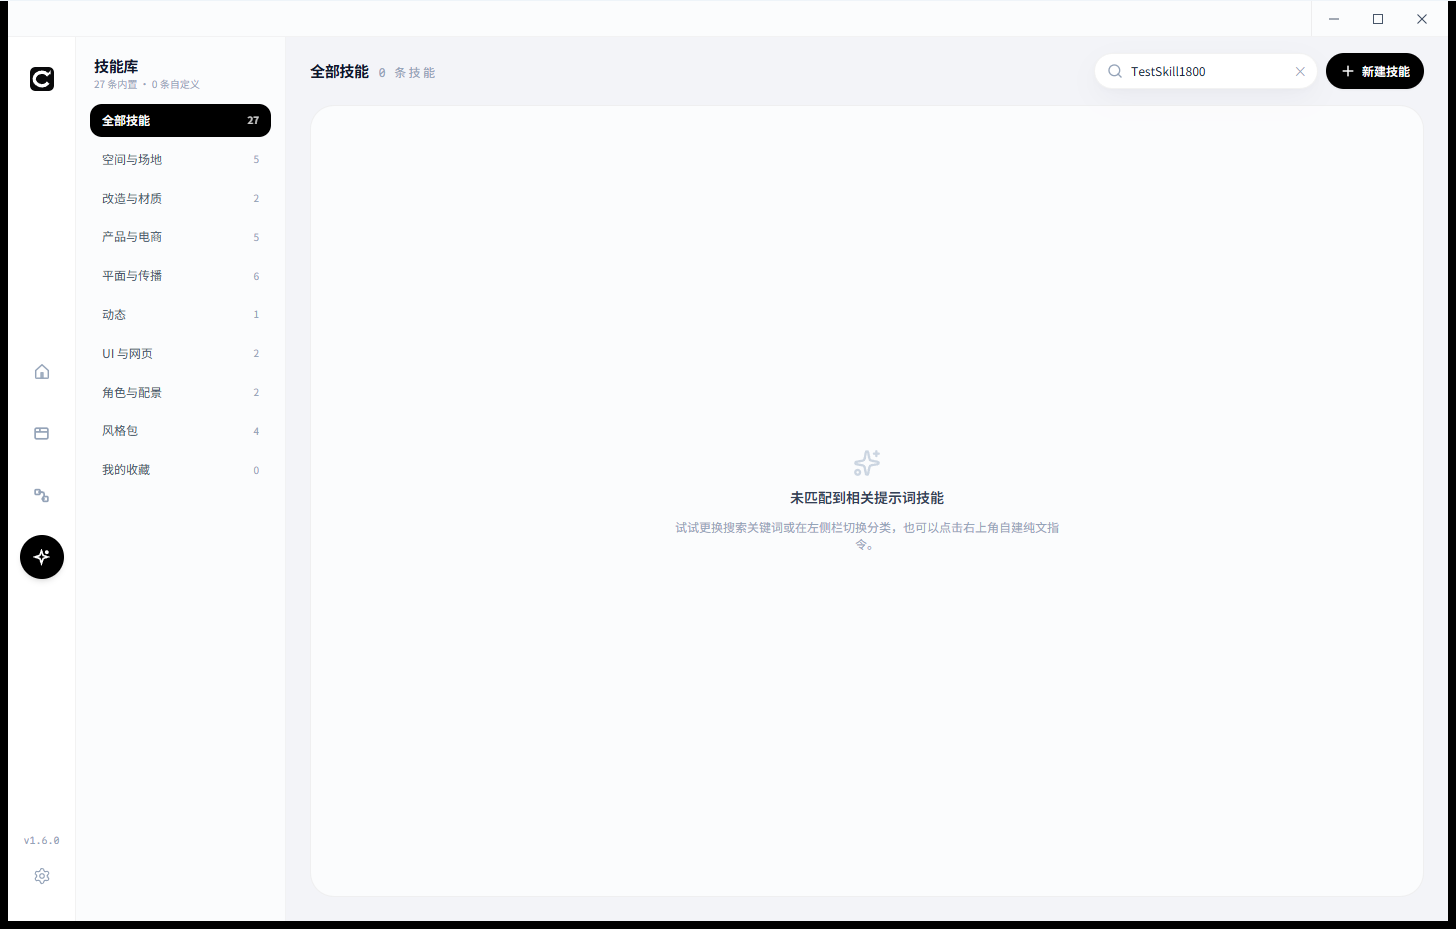 技能库
27 条内置 · 0 条自定义
全部技能 27
空间与场地 5
改造与材质 2
产品与电商 5
平面与传播 6
动态 1
UI 与网页 2
角色与配景 2
风格包 4
我的收藏 0
v1.6.0
全部技能 0 条技能
TestSkill1800
新建技能
未匹配到相关提示词技能
试试更换搜索关键词或在左侧栏切换分类，也可以点击右上角自建纯文指
令。